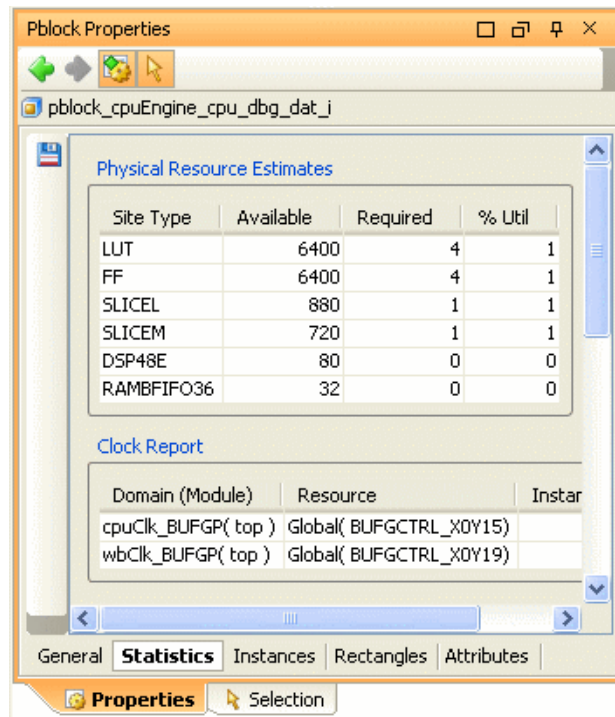 Pblock Properties
pblock_cpuEngine_cpu_dbg_dat_i
Physical Resource Estimates
Site Type Available Required % Util
LUT 6400 4 1
FF 6400 4 1
SLICEL 880 1 1
SLICEM 720 1 1
DSP48E 80 0 0
RAMBFIFO36 32 0 0
Clock Report
Domain (Module) Resource Instar
cpuClk_BUFGP( top ) Global( BUFGCTRL_X0Y15)
wbClk_BUFGP( top ) Global( BUFGCTRL_X0Y19)
General Statistics Instances Rectangles Attributes
Properties Selection